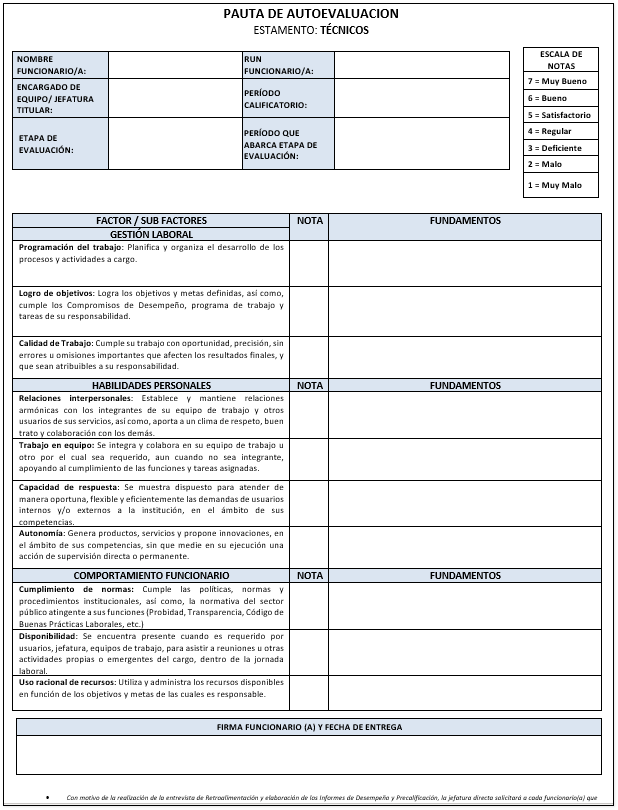 PAUTA DE AUTOEVALUACION
ESTAMENTO: TÉCNICOS
NOMBRE
FUNCIONARIO/A:
RUN
FUNCIONARIO/A:
ENCARGADO DE
EQUIPO/ JEFATURA
TITULAR:
PERÍODO
CALIFICATORIO:
ETAPA DE
EVALUACIÓN:
PERÍODO QUE
ABARCA ETAPA DE
EVALUACIÓN:
ESCALA DE
NOTAS
7 = Muy Bueno
6 = Bueno
5 = Satisfactorio
4 = Regular
3 = Deficiente
2 = Malo
1 = Muy Malo
FACTOR / SUB FACTORES NOTA FUNDAMENTOS
GESTIÓN LABORAL
Programación del trabajo: Planifica y organiza el desarrollo de los
procesos y actividades a cargo.
Logro de objetivos: Logra los objetivos y metas definidas, así como,
cumple los Compromisos de Desempeño, programa de trabajo y
tareas de su responsabilidad.
Calidad de Trabajo: Cumple su trabajo con oportunidad, precisión, sin
errores u omisiones importantes que afecten los resultados finales, y
que sean atribuibles a su responsabilidad.
HABILIDADES PERSONALES NOTA FUNDAMENTOS
Relaciones interpersonales: Establece y mantiene relaciones
armónicas con los integrantes de su equipo de trabajo y otros
usuarios de sus servicios, así como, aporta a un clima de respeto, buen
trato y colaboración con los demás.
Trabajo en equipo: Se integra y colabora en su equipo de trabajo u
otro por el cual sea requerido, aun cuando no sea integrante,
apoyando al cumplimiento de las funciones y tareas asignadas.
Capacidad de respuesta: Se muestra dispuesto para atender de
manera oportuna, flexible y eficientemente las demandas de usuarios
internos y/o externos a la institución, en el ámbito de sus
competencias.
Autonomía: Genera productos, servicios y propone innovaciones, en
el ámbito de sus competencias, sin que medie en su ejecución una
acción de supervisión directa o permanente.
COMPORTAMIENTO FUNCIONARIO NOTA FUNDAMENTOS
Cumplimiento de normas: Cumple las políticas, normas y
procedimientos institucionales, así como, la normativa del sector
público atingente a sus funciones (Probidad, Transparencia, Código de
Buenas Prácticas Laborales, etc.)
Disponibilidad: Se encuentra presente cuando es requerido por
usuarios, jefatura, equipos de trabajo, para asistir a reuniones u otras
actividades propias o emergentes del cargo, dentro de la jornada
laboral.
Uso racional de recursos: Utiliza y administra los recursos disponibles
en función de los objetivos y metas de las cuales es responsable.
FIRMA FUNCIONARIO (A) Y FECHA DE ENTREGA
• Con motivo de la realización de la entrevista de Retroalimentación y elaboración de los Informes de Desempeño y Precalificación, la jefatura directa solicitará a cada funcionario(a) que